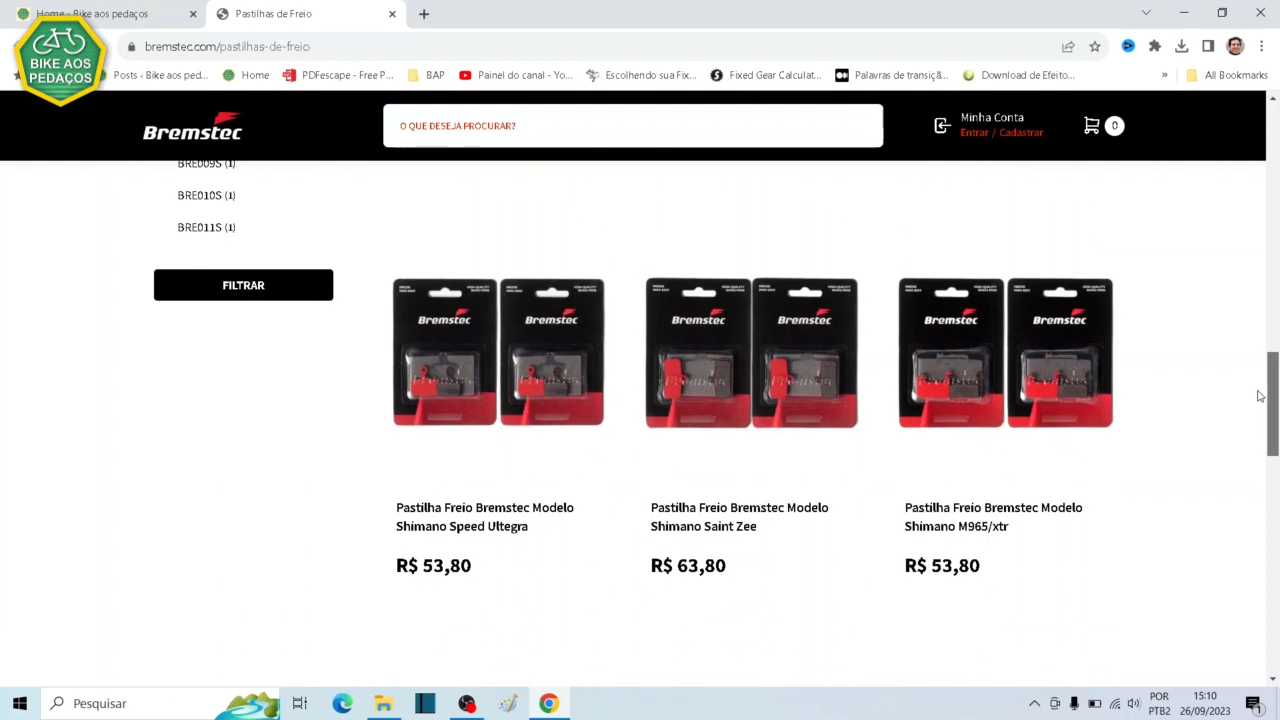 Home - Bike aos pedaços
Pastilhas de Freio
bremstec.com/pastilhas-de-freio
BIKE AOS
PEDAÇOS
Posts ‹ Bike aos ped...
Home
PDFescape - Free P...
BAP
Painel do canal - Yo...
Escolhendo sua Fix...
Fixed Gear Calculat...
Palavras de transiçã...
Download de Efeito...
»
All Bookmarks
Bremstec
O QUE DESEJA PROCURAR?
Minha Conta
Entrar / Cadastrar
0
BRE009S (1)
BRE010S (1)
BRE011S (1)
FILTRAR
Bremstec
Bremstec
Bremstec
Bremstec
Bremstec
Bremstec
Pastilha Freio Bremstec Modelo
Shimano Speed Ultegra
R$ 53,80
Pastilha Freio Bremstec Modelo
Shimano Saint Zee
R$ 63,80
Pastilha Freio Bremstec Modelo
Shimano M965/xtr
R$ 53,80
Pesquisar
POR
PTB2
15:10
26/09/2023
1